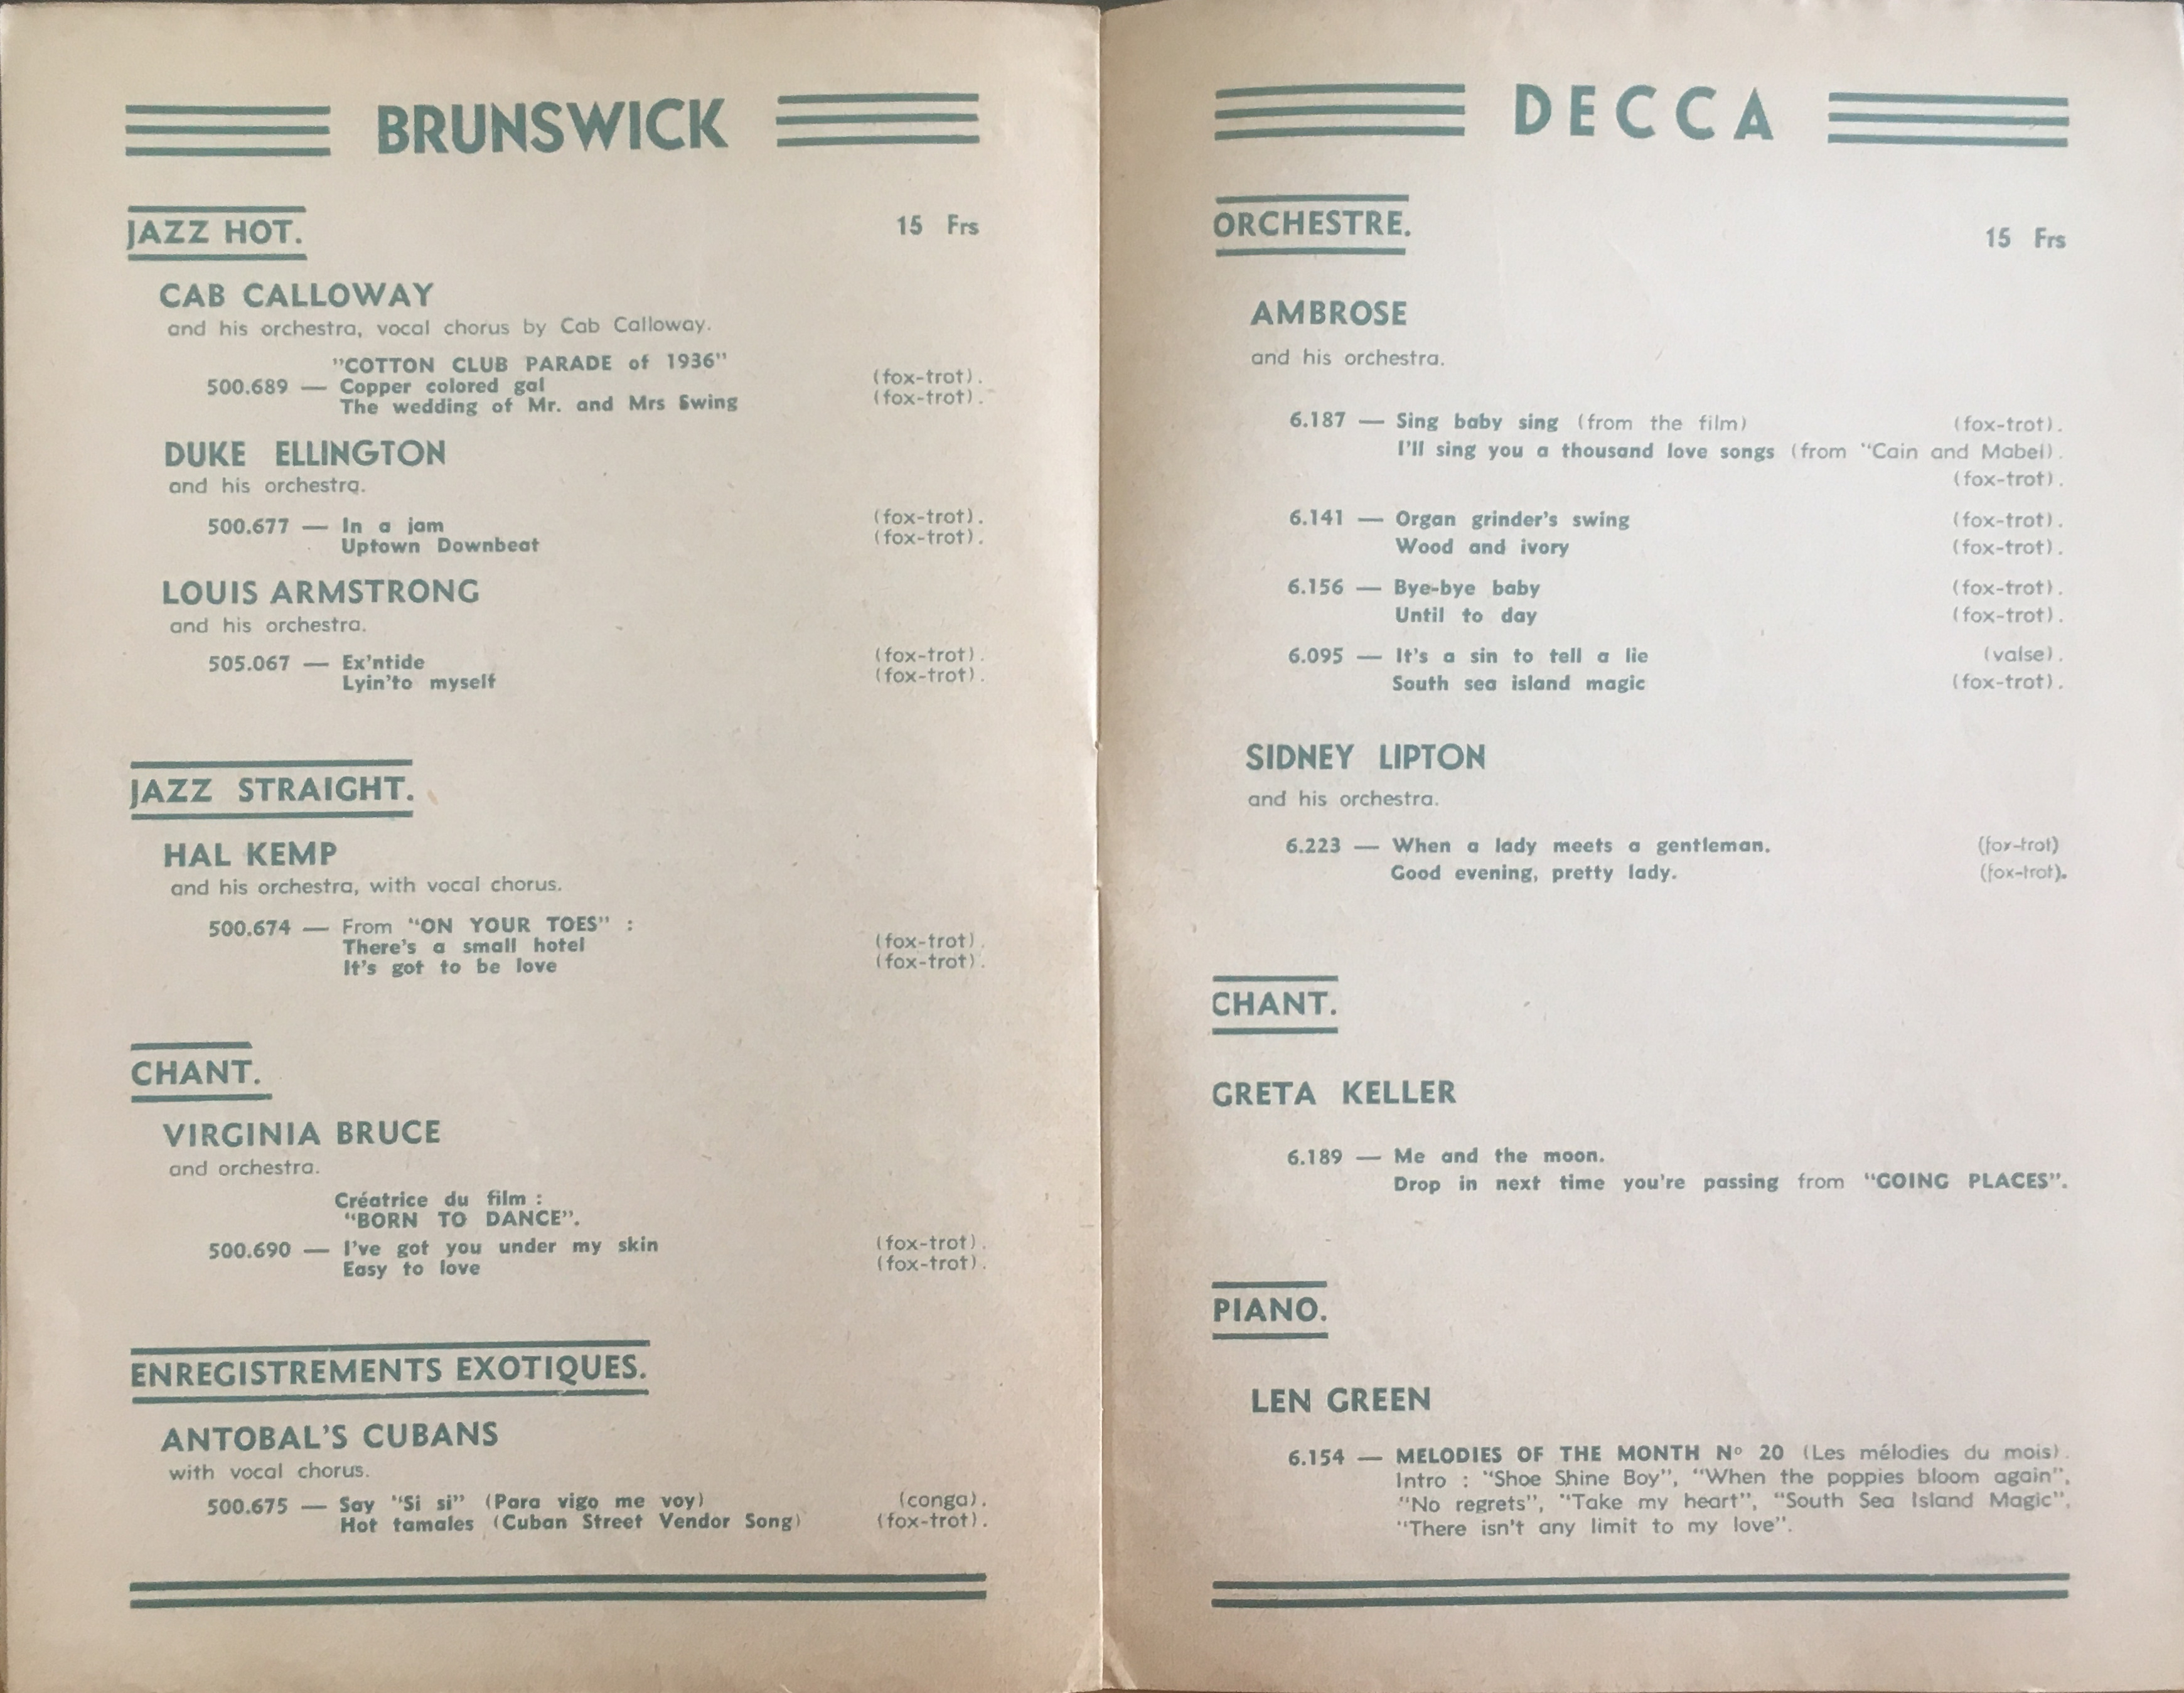 BRUNSWICK
JAZZ HOT.
15 Frs
CAB CALLOWAY
and his orchestra, vocal chorus by Cab Calloway.
"COTTON CLUB PARADE of 1936"
500.689 — Copper colored gal (fox-trot).
The wedding of Mr. and Mrs Swing (fox-trot).
DUKE ELLINGTON
and his orchestra.
500.677 — In a jam (fox-trot).
Uptown Downbeat (fox-trot).
LOUIS ARMSTRONG
and his orchestra.
505.067 — Ex'ntide (fox-trot).
Lyin'to myself (fox-trot).
JAZZ STRAIGHT.
HAL KEMP
and his orchestra, with vocal chorus.
500.674 — From "ON YOUR TOES" :
There's a small hotel (fox-trot).
It's got to be love (fox-trot).
CHANT.
VIRGINIA BRUCE
and orchestra.
Créatrice du film :
"BORN TO DANCE".
500.690 — I've got you under my skin (fox-trot).
Easy to love (fox-trot).
ENREGISTREMENTS EXOTIQUES.
ANTOBAL'S CUBANS
with vocal chorus.
500.675 — Say "Si si" (Para vigo me voy) (conga).
Hot tamales (Cuban Street Vendor Song) (fox-trot).
DECCA
ORCHESTRE.
15 Frs
AMBROSE
and his orchestra.
6.187 — Sing baby sing (from the film) (fox-trot).
I'll sing you a thousand love songs (from "Cain and Mabel).
(fox-trot).
6.141 — Organ grinder's swing (fox-trot).
Wood and ivory (fox-trot).
6.156 — Bye-bye baby (fox-trot).
Until to day (fox-trot).
6.095 — It's a sin to tell a lie (valse).
South sea island magic (fox-trot).
SIDNEY LIPTON
and his orchestra.
6.223 — When a lady meets a gentleman. (fox-trot)
Good evening, pretty lady. (fox-trot).
CHANT.
GRETA KELLER
6.189 — Me and the moon.
Drop in next time you're passing from "GOING PLACES".
PIANO.
LEN GREEN
6.154 — MELODIES OF THE MONTH Nº 20 (Les mélodies du mois).
Intro : "Shoe Shine Boy", "When the poppies bloom again",
"No regrets", "Take my heart", "South Sea Island Magic",
"There isn't any limit to my love".